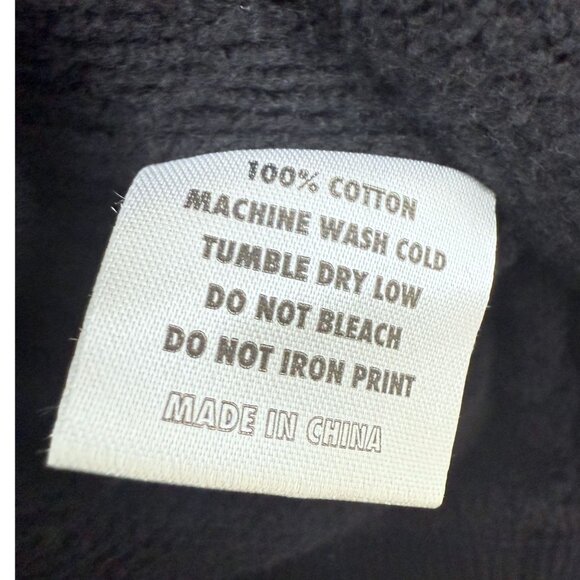 100% COTTON
MACHINE WASH COLD
TUMBLE DRY LOW
DO NOT BLEACH
DO NOT IRON PRINT
MADE IN CHINA